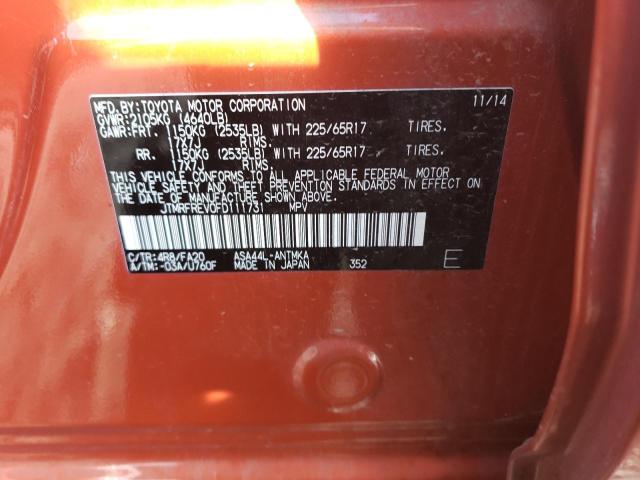 MFD.BY:TOYOTA MOTOR CORPORATION 11/14
GVWR:2105KG (4640LB)
GAWR:FRT. 1150KG (2535LB) WITH 225/65R17 TIRES.
17X7J RIMS.
RR. 1150KG (2535LB) WITH 225/65R17 TIRES.
17X7J RIMS.
THIS VEHICLE CONFORMS TO ALL APPLICABLE FEDERAL MOTOR
VEHICLE SAFETY AND THEFT PREVENTION STANDARDS IN EFFECT ON
THE DATE OF MANUFACTURE SHOWN ABOVE.
JTMRFREV0FD111731 MPV
C/TR:4R8/FA20 ASA44L-ANTMKA
A/TM:-03A/U760F MADE IN JAPAN 352 E